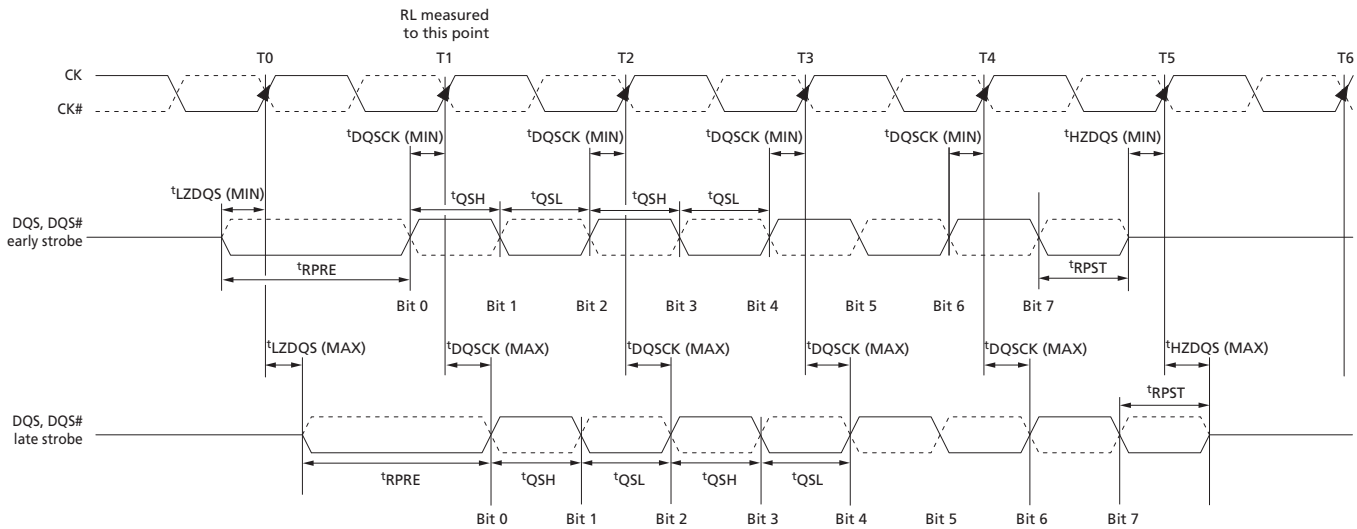 RL measured
to this point
T0 T1 T2 T3 T4 T5 T6
CK
CK#
tDQSCK (MIN) tDQSCK (MIN) tDQSCK (MIN) tDQSCK (MIN) tHZDQS (MIN)
tLZDQS (MIN)
tQSH tQSL tQSH tQSL
DQS, DQS#
early strobe
tRPRE tRPST
Bit 0 Bit 1 Bit 2 Bit 3 Bit 4 Bit 5 Bit 6 Bit 7
tLZDQS (MAX) tDQSCK (MAX) tDQSCK (MAX) tDQSCK (MAX) tDQSCK (MAX) tHZDQS (MAX)
tRPST
DQS, DQS#
late strobe
tRPRE tQSH tQSL tQSH tQSL
Bit 0 Bit 1 Bit 2 Bit 3 Bit 4 Bit 5 Bit 6 Bit 7